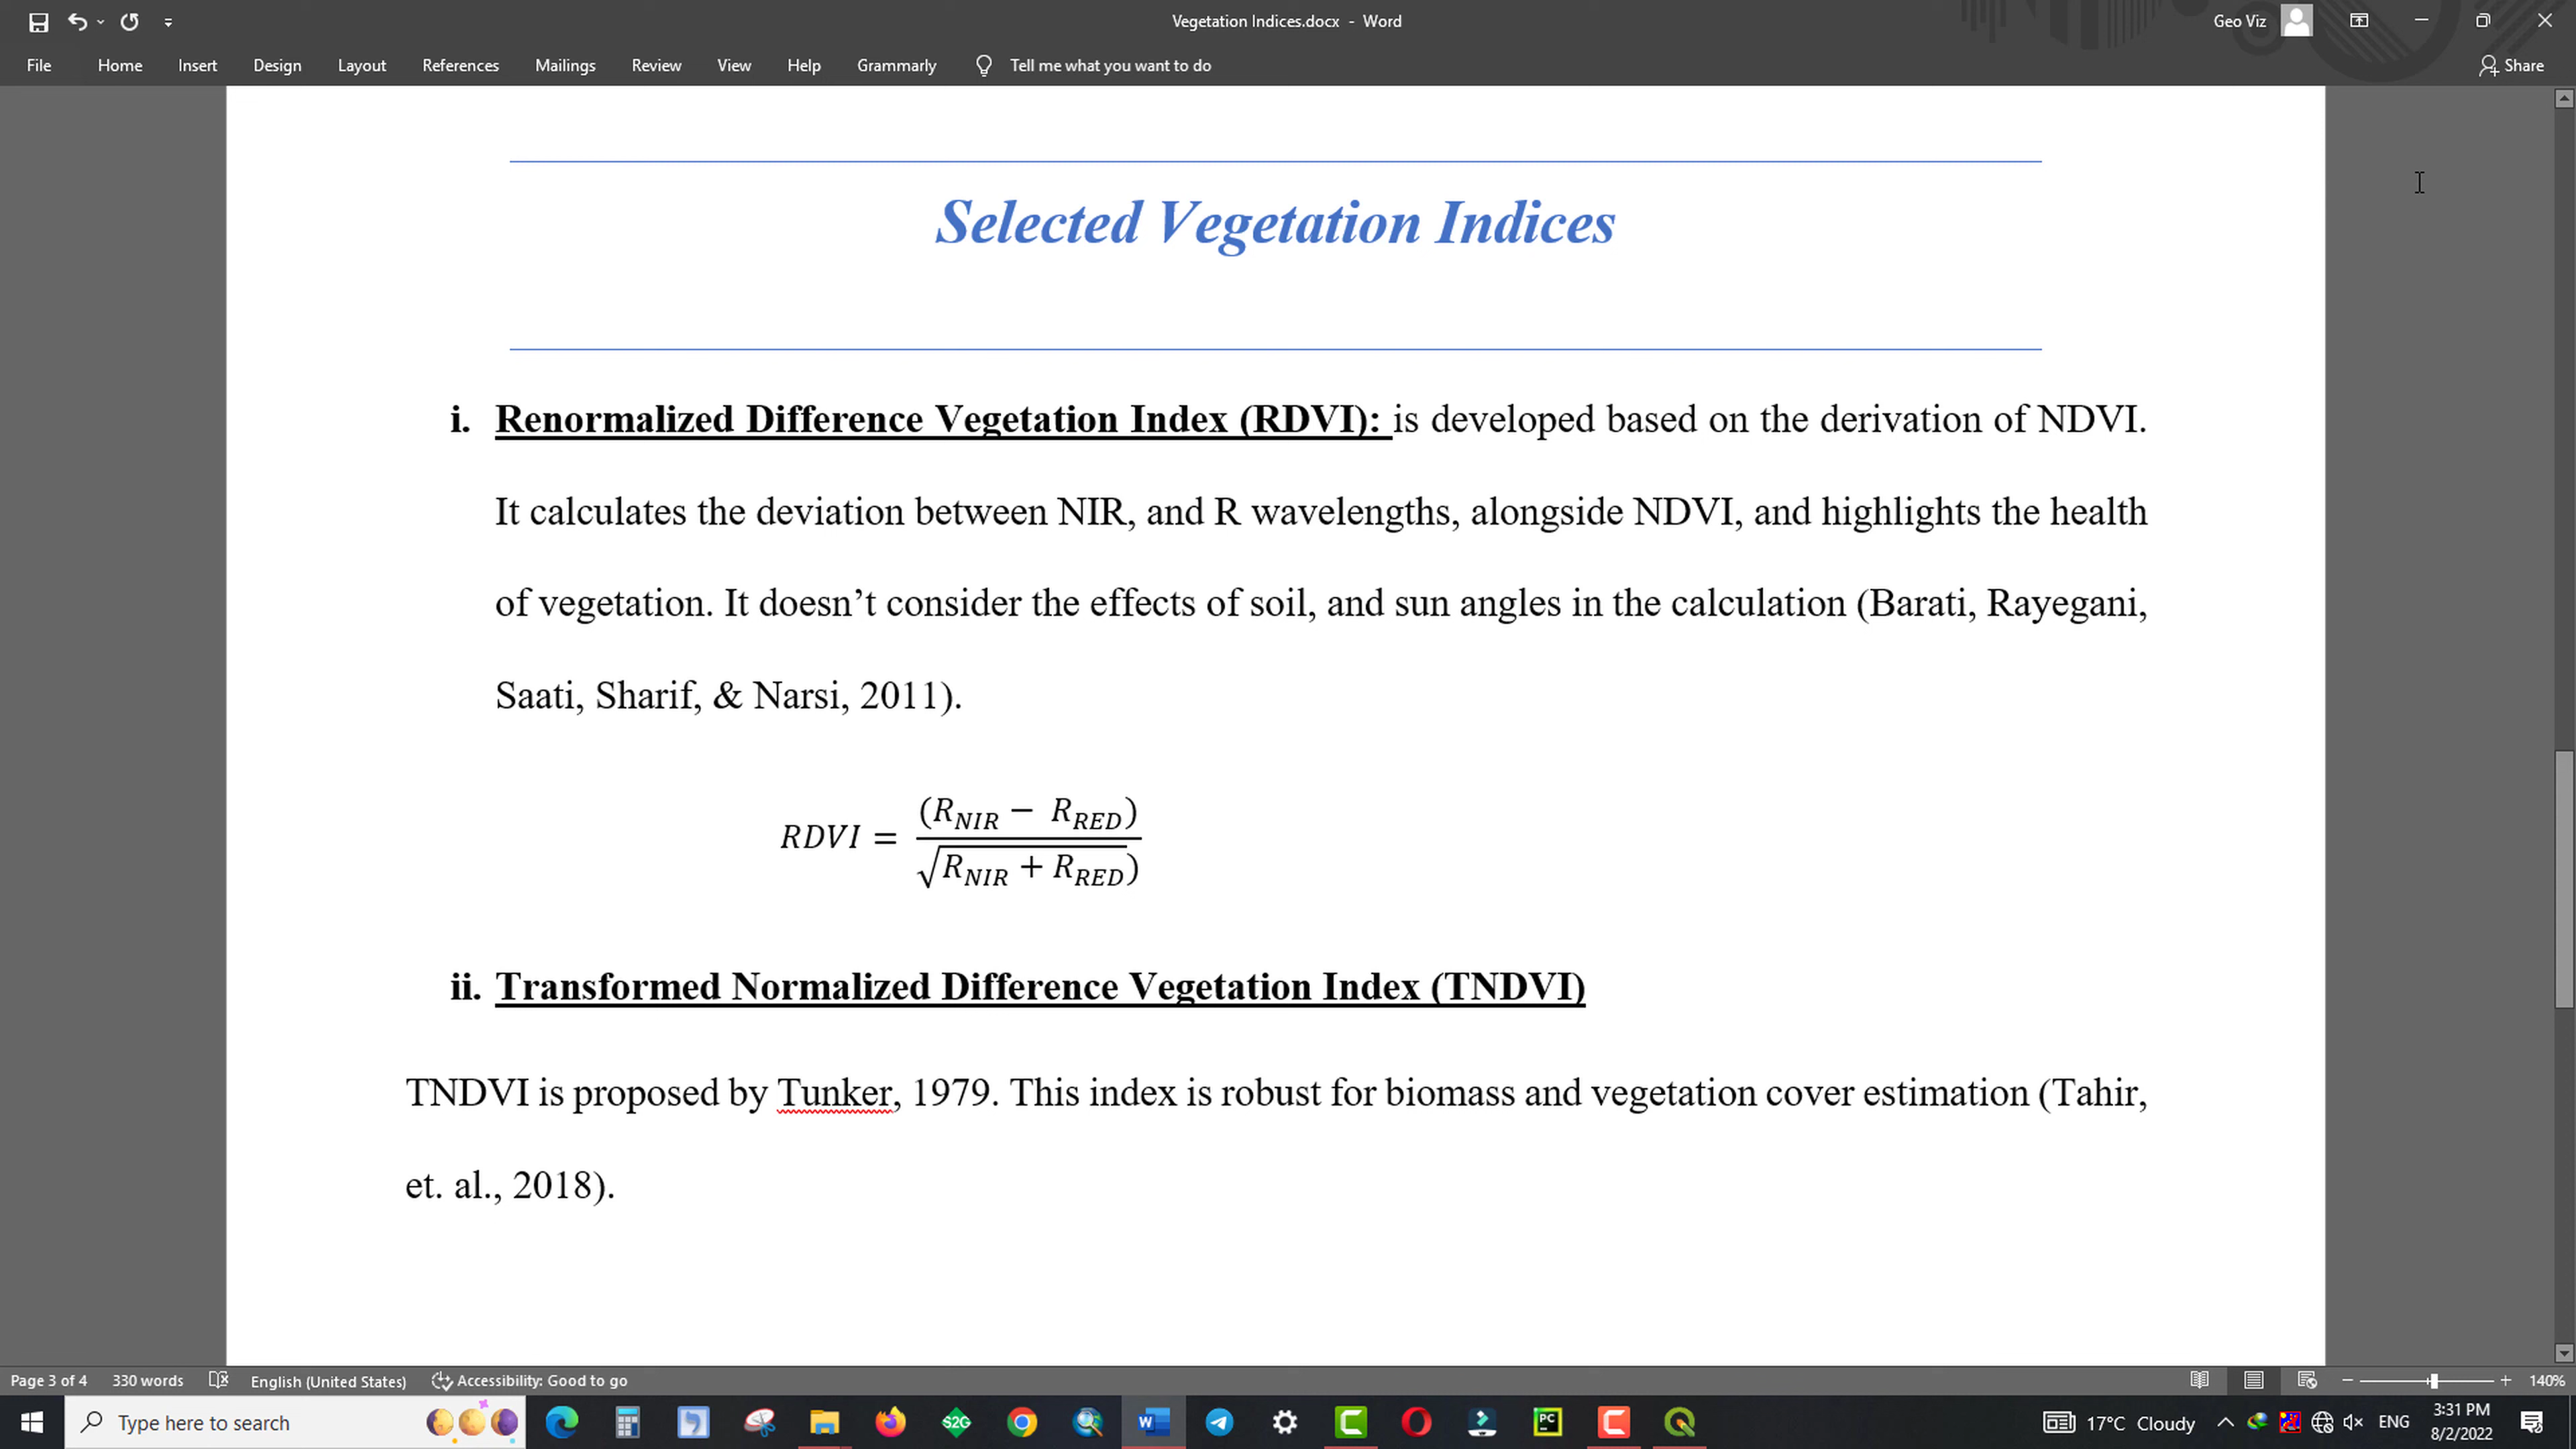 Vegetation Indices.docx - Word
Geo Viz
File Home Insert Design Layout References Mailings Review View Help Grammarly Tell me what you want to do Share
Selected Vegetation Indices
i. Renormalized Difference Vegetation Index (RDVI): is developed based on the derivation of NDVI.
It calculates the deviation between NIR, and R wavelengths, alongside NDVI, and highlights the health
of vegetation. It doesn’t consider the effects of soil, and sun angles in the calculation (Barati, Rayegani,
Saati, Sharif, & Narsi, 2011).
RDVI = (R_NIR − R_RED) / √R_NIR + R_RED)
ii. Transformed Normalized Difference Vegetation Index (TNDVI)
TNDVI is proposed by Tunker, 1979. This index is robust for biomass and vegetation cover estimation (Tahir,
et. al., 2018).
Page 3 of 4 330 words English (United States) Accessibility: Good to go 140%
Type here to search S2G W PC 17°C Cloudy ENG 3:31 PM
8/2/2022